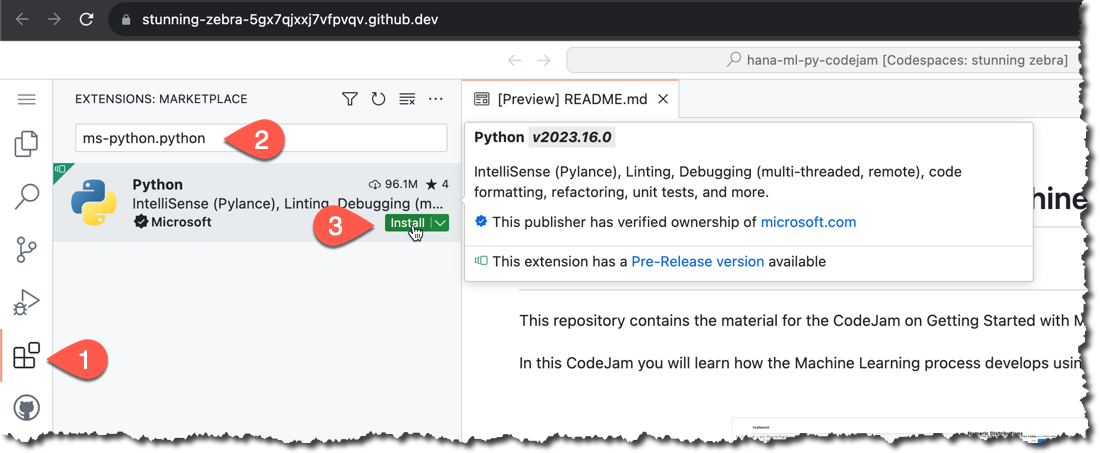 stunning-zebra-5gx7qjxxj7vfpvqv.github.dev
hana-ml-py-codejam [Codespaces: stunning zebra]
EXTENSIONS: MARKETPLACE
[Preview] README.md
ms-python.python
2
Python
96.1M
4
IntelliSense (Pylance), Linting, Debugging (m...
Microsoft
3
Install
1
Python v2023.16.0
IntelliSense (Pylance), Linting, Debugging (multi-threaded, remote), code
formatting, refactoring, unit tests, and more.
This publisher has verified ownership of microsoft.com
This extension has a Pre-Release version available
hine
This repository contains the material for the CodeJam on Getting Started with M
In this CodeJam you will learn how the Machine Learning process develops usin
Numeric Distributions